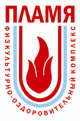 ПЛАМЯ
ФИЗКУЛЬТУРНО-ОЗДОРОВИТЕЛЬНЫЙ КОМПЛЕКС